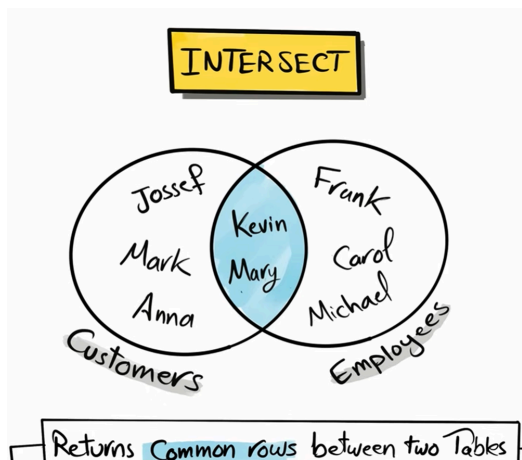 INTERSECT
Jossef
Frank
Kevin
Mark
Mary
Carol
Anna
Michael
Customers
Employees
Returns Common rows between two Tables